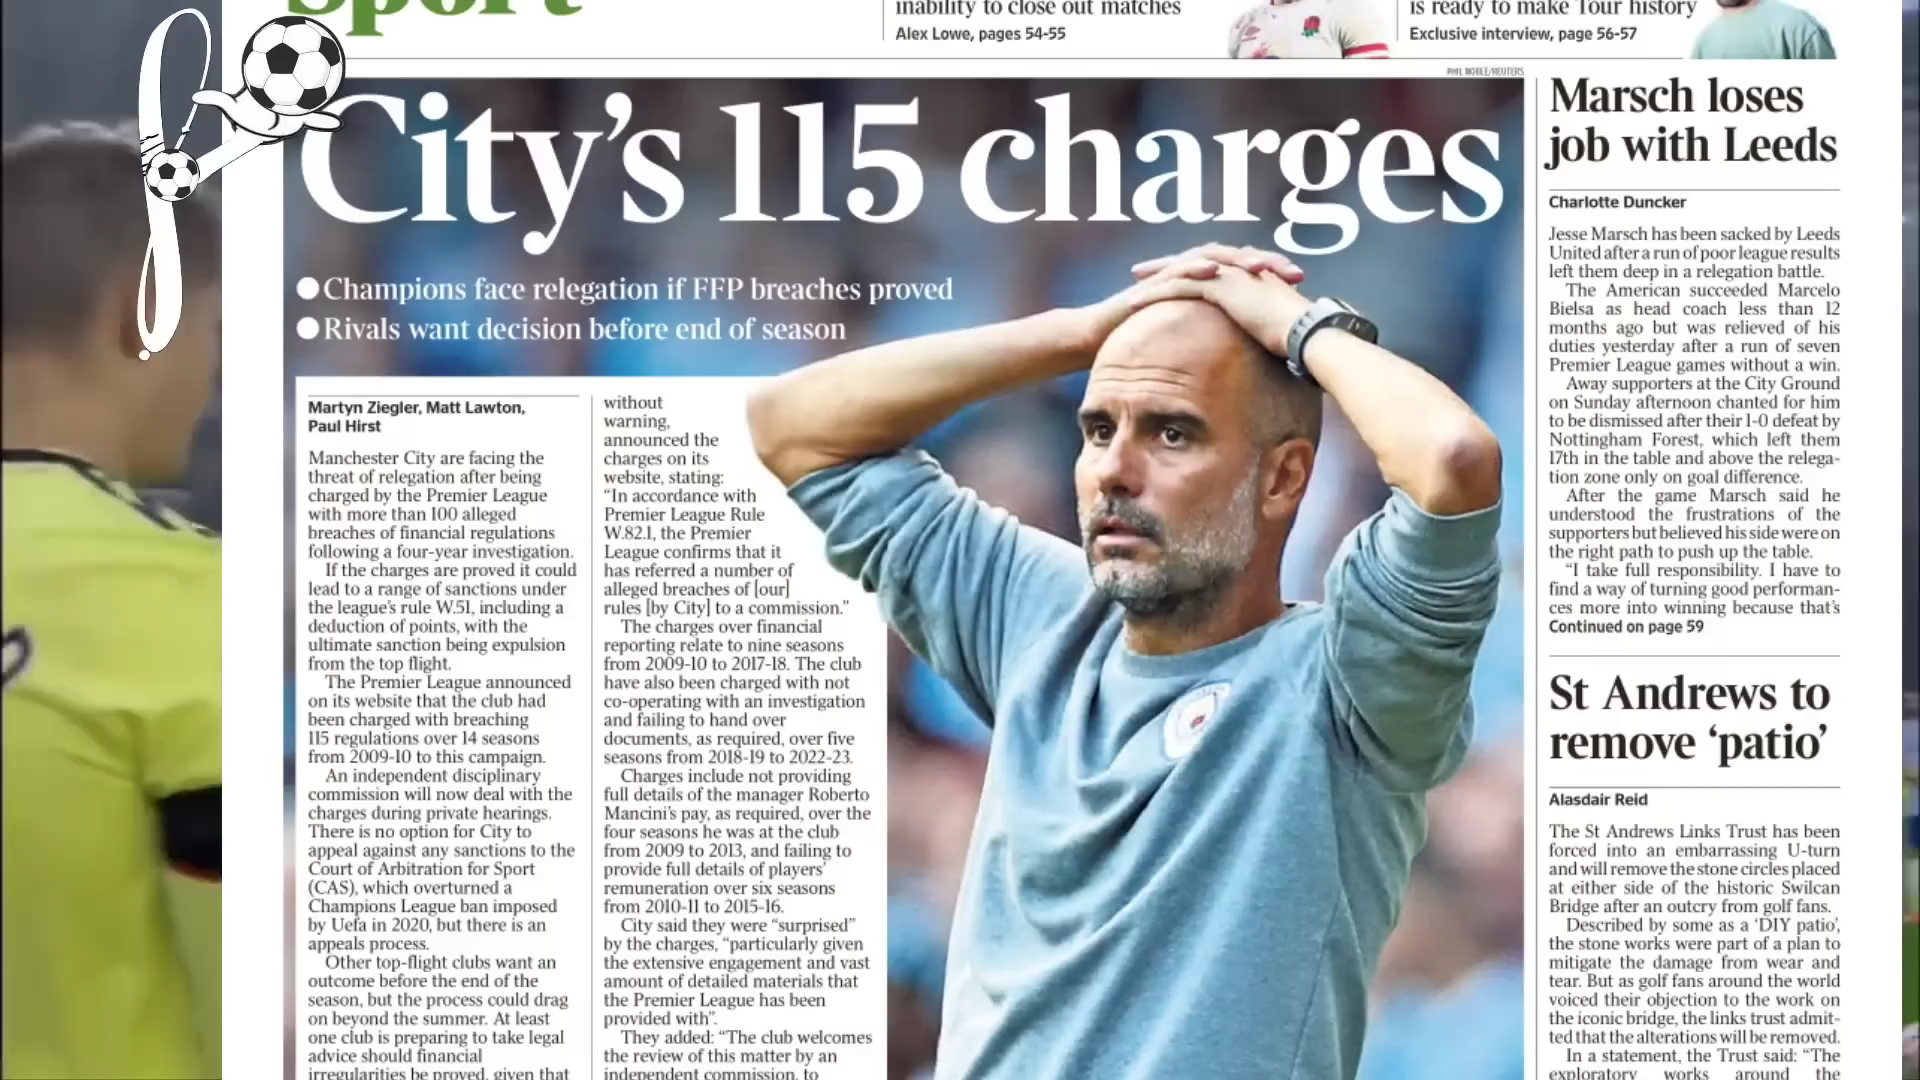 Sport
inability to close out matches
Alex Lowe, pages 54-55
is ready to make Tour history
Exclusive interview, page 56-57
PHIL NOBLE/REUTERS
City's 115 charges
● Champions face relegation if FFP breaches proved
● Rivals want decision before end of season
Martyn Ziegler, Matt Lawton,
Paul Hirst
Manchester City are facing the
threat of relegation after being
charged by the Premier League
with more than 100 alleged
breaches of financial regulations
following a four-year investigation.
If the charges are proved it could
lead to a range of sanctions under
the league's rule W.51, including a
deduction of points, with the
ultimate sanction being expulsion
from the top flight.
The Premier League announced
on its website that the club had
been charged with breaching
115 regulations over 14 seasons
from 2009-10 to this campaign.
An independent disciplinary
commission will now deal with the
charges during private hearings.
There is no option for City to
appeal against any sanctions to the
Court of Arbitration for Sport
(CAS), which overturned a
Champions League ban imposed
by Uefa in 2020, but there is an
appeals process.
Other top-flight clubs want an
outcome before the end of the
season, but the process could drag
on beyond the summer. At least
one club is preparing to take legal
advice should financial
irregularities be proved, given that
without
warning,
announced the
charges on its
website, stating:
"In accordance with
Premier League Rule
W.82.1, the Premier
League confirms that it
has referred a number of
alleged breaches of [our]
rules [by City] to a commission."
The charges over financial
reporting relate to nine seasons
from 2009-10 to 2017-18. The club
have also been charged with not
co-operating with an investigation
and failing to hand over
documents, as required, over five
seasons from 2018-19 to 2022-23.
Charges include not providing
full details of the manager Roberto
Mancini's pay, as required, over the
four seasons he was at the club
from 2009 to 2013, and failing to
provide full details of players'
remuneration over six seasons
from 2010-11 to 2015-16.
City said they were "surprised"
by the charges, "particularly given
the extensive engagement and vast
amount of detailed materials that
the Premier League has been
provided with".
They added: "The club welcomes
the review of this matter by an
independent commission, to
Marsch loses
job with Leeds
Charlotte Duncker
Jesse Marsch has been sacked by Leeds
United after a run of poor league results
left them deep in a relegation battle.
The American succeeded Marcelo
Bielsa as head coach less than 12
months ago but was relieved of his
duties yesterday after a run of seven
Premier League games without a win.
Away supporters at the City Ground
on Sunday afternoon chanted for him
to be dismissed after their 1-0 defeat by
Nottingham Forest, which left them
17th in the table and above the relega-
tion zone only on goal difference.
After the game Marsch said he
understood the frustrations of the
supporters but believed his side were on
the right path to push up the table.
"I take full responsibility. I have to
find a way of turning good performan-
ces more into winning because that's
Continued on page 59
St Andrews to
remove 'patio'
Alasdair Reid
The St Andrews Links Trust has been
forced into an embarrassing U-turn
and will remove the stone circles placed
at either side of the historic Swilcan
Bridge after an outcry from golf fans.
Described by some as a 'DIY patio',
the stone works were part of a plan to
mitigate the damage from wear and
tear. But as golf fans around the world
voiced their objection to the work on
the iconic bridge, the links trust admit-
ted that the alterations will be removed.
In a statement, the Trust said: "The
exploratory works around the